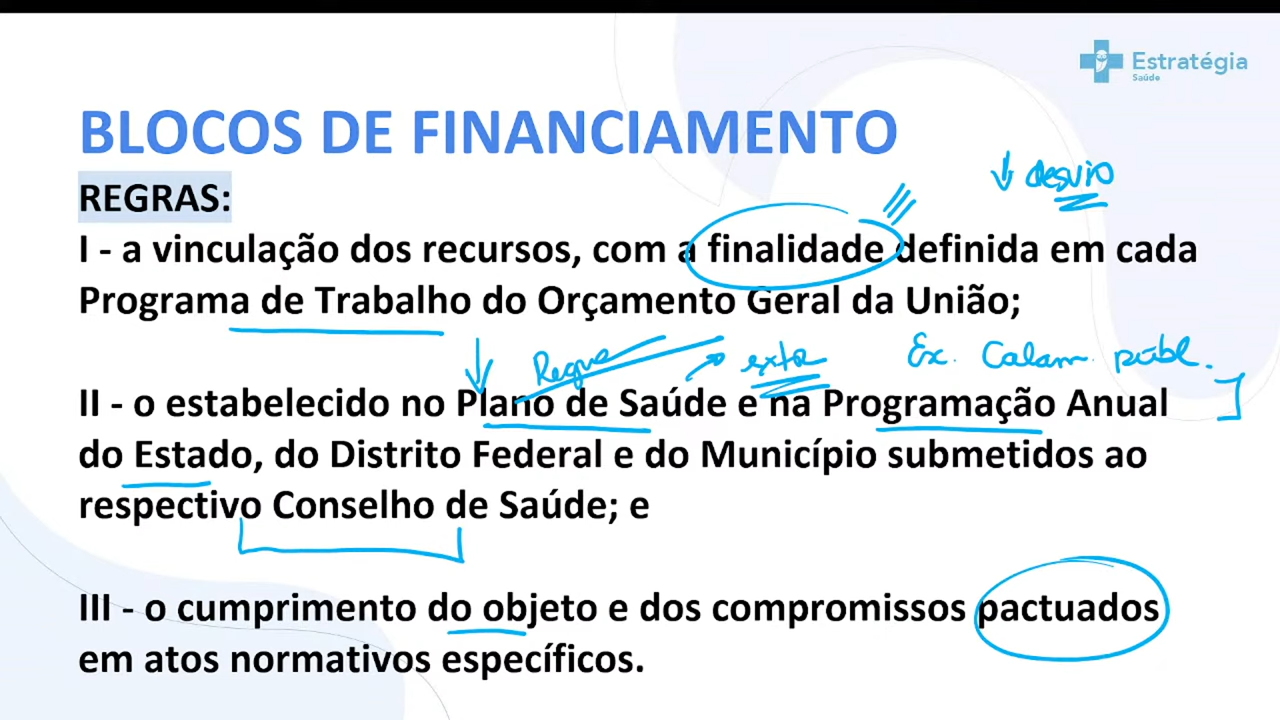 Estratégia
Saúde
BLOCOS DE FINANCIAMENTO
desvio
REGRAS:
I - a vinculação dos recursos, com a finalidade definida em cada
Programa de Trabalho do Orçamento Geral da União;
Regra
Ex. Calam. públ.
II - o estabelecido no Plano de Saúde e na Programação Anual
do Estado, do Distrito Federal e do Município submetidos ao
respectivo Conselho de Saúde; e
III - o cumprimento do objeto e dos compromissos pactuados
em atos normativos específicos.